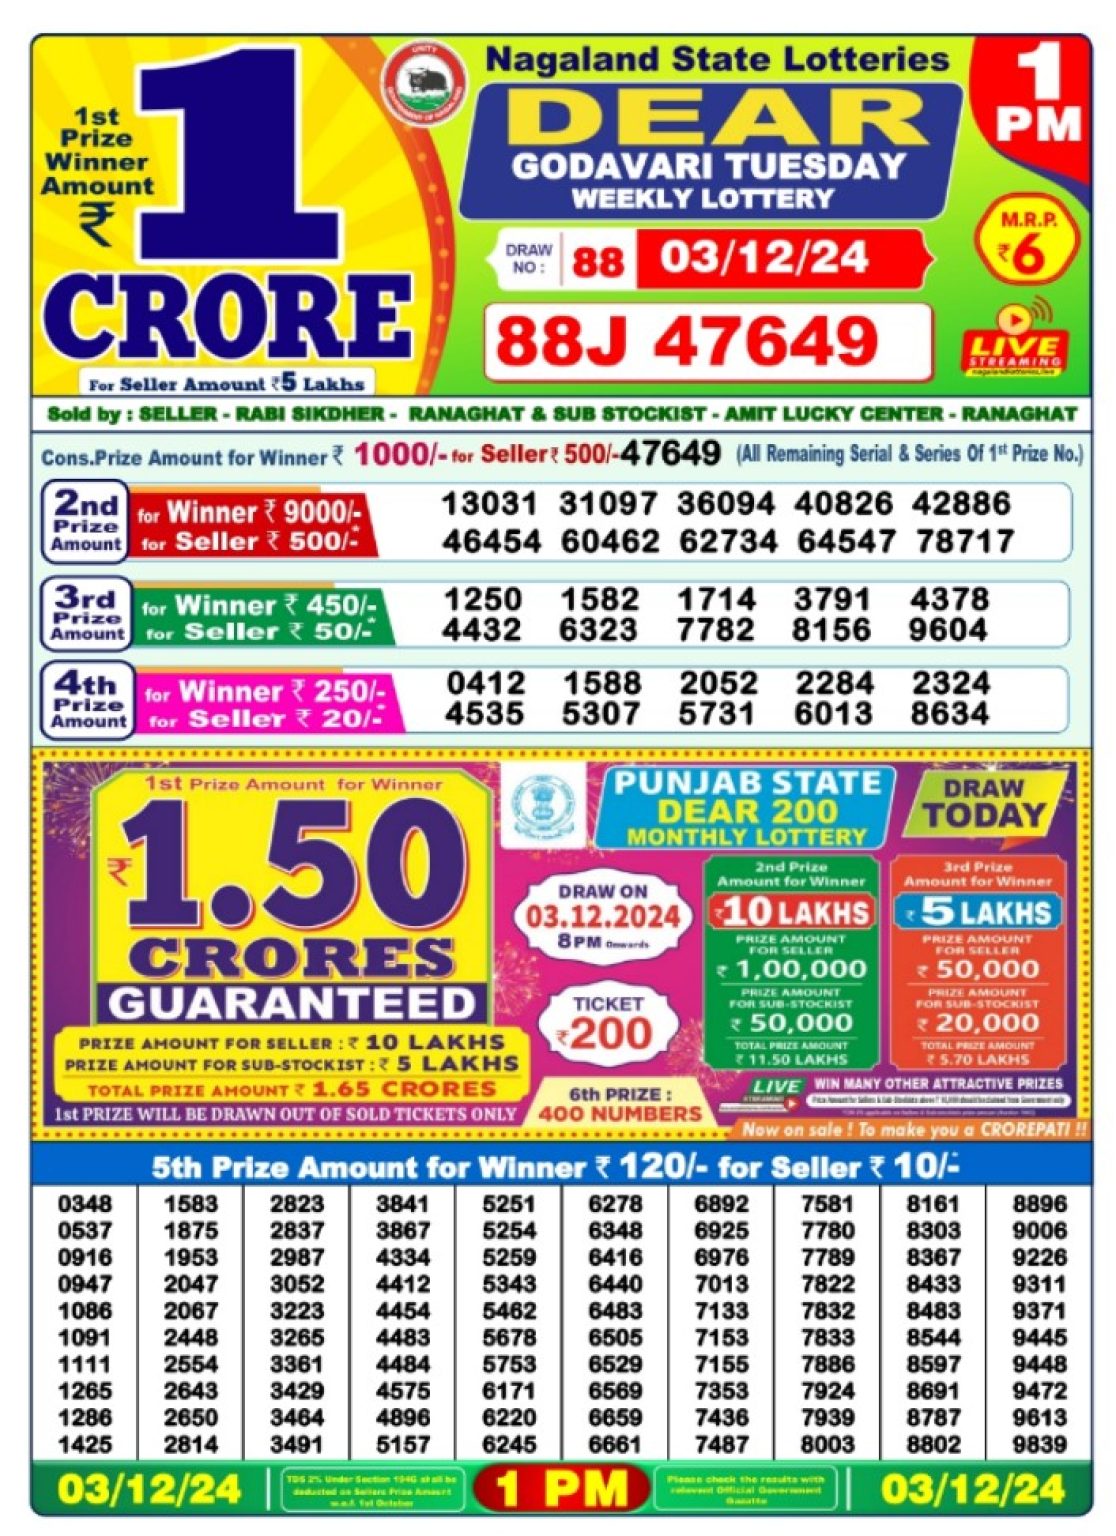 1st
Prize
Winner
Amount
₹
1
CRORE
For Seller Amount ₹5 Lakhs
UNITY
GOVERNMENT OF NAGALAND
Nagaland State Lotteries
DEAR
GODAVARI TUESDAY
WEEKLY LOTTERY
1
PM
DRAW
NO :
88
03/12/24
M.R.P.
₹6
88J 47649
LIVE
STREAMING
nagalandlotteries.live
Sold by : SELLER - RABI SIKDHER - RANAGHAT & SUB STOCKIST - AMIT LUCKY CENTER - RANAGHAT
Cons.Prize Amount for Winner ₹ 1000/- for Seller ₹ 500/- 47649 (All Remaining Serial & Series Of 1st Prize No.)
2nd
Prize
Amount
for Winner ₹ 9000/-
for Seller ₹ 500/-*
13031 31097 36094 40826 42886
46454 60462 62734 64547 78717
3rd
Prize
Amount
for Winner ₹ 450/-
for Seller ₹ 50/-*
1250 1582 1714 3791 4378
4432 6323 7782 8156 9604
4th
Prize
Amount
for Winner ₹ 250/-
for Seller ₹ 20/-*
0412 1588 2052 2284 2324
4535 5307 5731 6013 8634
1st Prize Amount for Winner
₹1.50
CRORES
GUARANTEED
PRIZE AMOUNT FOR SELLER : ₹ 10 LAKHS
PRIZE AMOUNT FOR SUB-STOCKIST : ₹ 5 LAKHS
TOTAL PRIZE AMOUNT ₹ 1.65 CRORES
1st PRIZE WILL BE DRAWN OUT OF SOLD TICKETS ONLY
PUNJAB STATE
DEAR 200
MONTHLY LOTTERY
DRAW
TODAY
DRAW ON
03.12.2024
8PM Onwards
TICKET
₹200
6th PRIZE :
400 NUMBERS
2nd Prize
Amount for Winner
₹10 LAKHS
PRIZE AMOUNT
FOR SELLER
₹ 1,00,000
PRIZE AMOUNT
FOR SUB-STOCKIST
₹ 50,000
TOTAL PRIZE AMOUNT
₹ 11.50 LAKHS
3rd Prize
Amount for Winner
₹ 5 LAKHS
PRIZE AMOUNT
FOR SELLER
₹ 50,000
PRIZE AMOUNT
FOR SUB-STOCKIST
₹ 20,000
TOTAL PRIZE AMOUNT
₹ 5.70 LAKHS
LIVE
STREAMING
WIN MANY OTHER ATTRACTIVE PRIZES
Now on sale ! To make you a CROREPATI !!
5th Prize Amount for Winner ₹ 120/- for Seller ₹ 10/-*
0348 1583 2823 3841 5251 6278 6892 7581 8161 8896
0537 1875 2837 3867 5254 6348 6925 7780 8303 9006
0916 1953 2987 4334 5259 6416 6976 7789 8367 9226
0947 2047 3052 4412 5343 6440 7013 7822 8433 9311
1086 2067 3223 4454 5462 6483 7133 7832 8483 9371
1091 2448 3265 4483 5678 6505 7153 7833 8544 9445
1111 2554 3361 4484 5753 6529 7155 7886 8597 9448
1265 2643 3429 4575 6171 6569 7353 7924 8691 9472
1286 2650 3464 4896 6220 6659 7436 7939 8787 9613
1425 2814 3491 5157 6245 6661 7487 8003 8802 9839
03/12/24
TDS 2% Under Section 194G shall be
deducted on Sellers Prize Amount
w.e.f. 1st October
1 PM
Please check the results with
relevent Official Government
Gazette
03/12/24